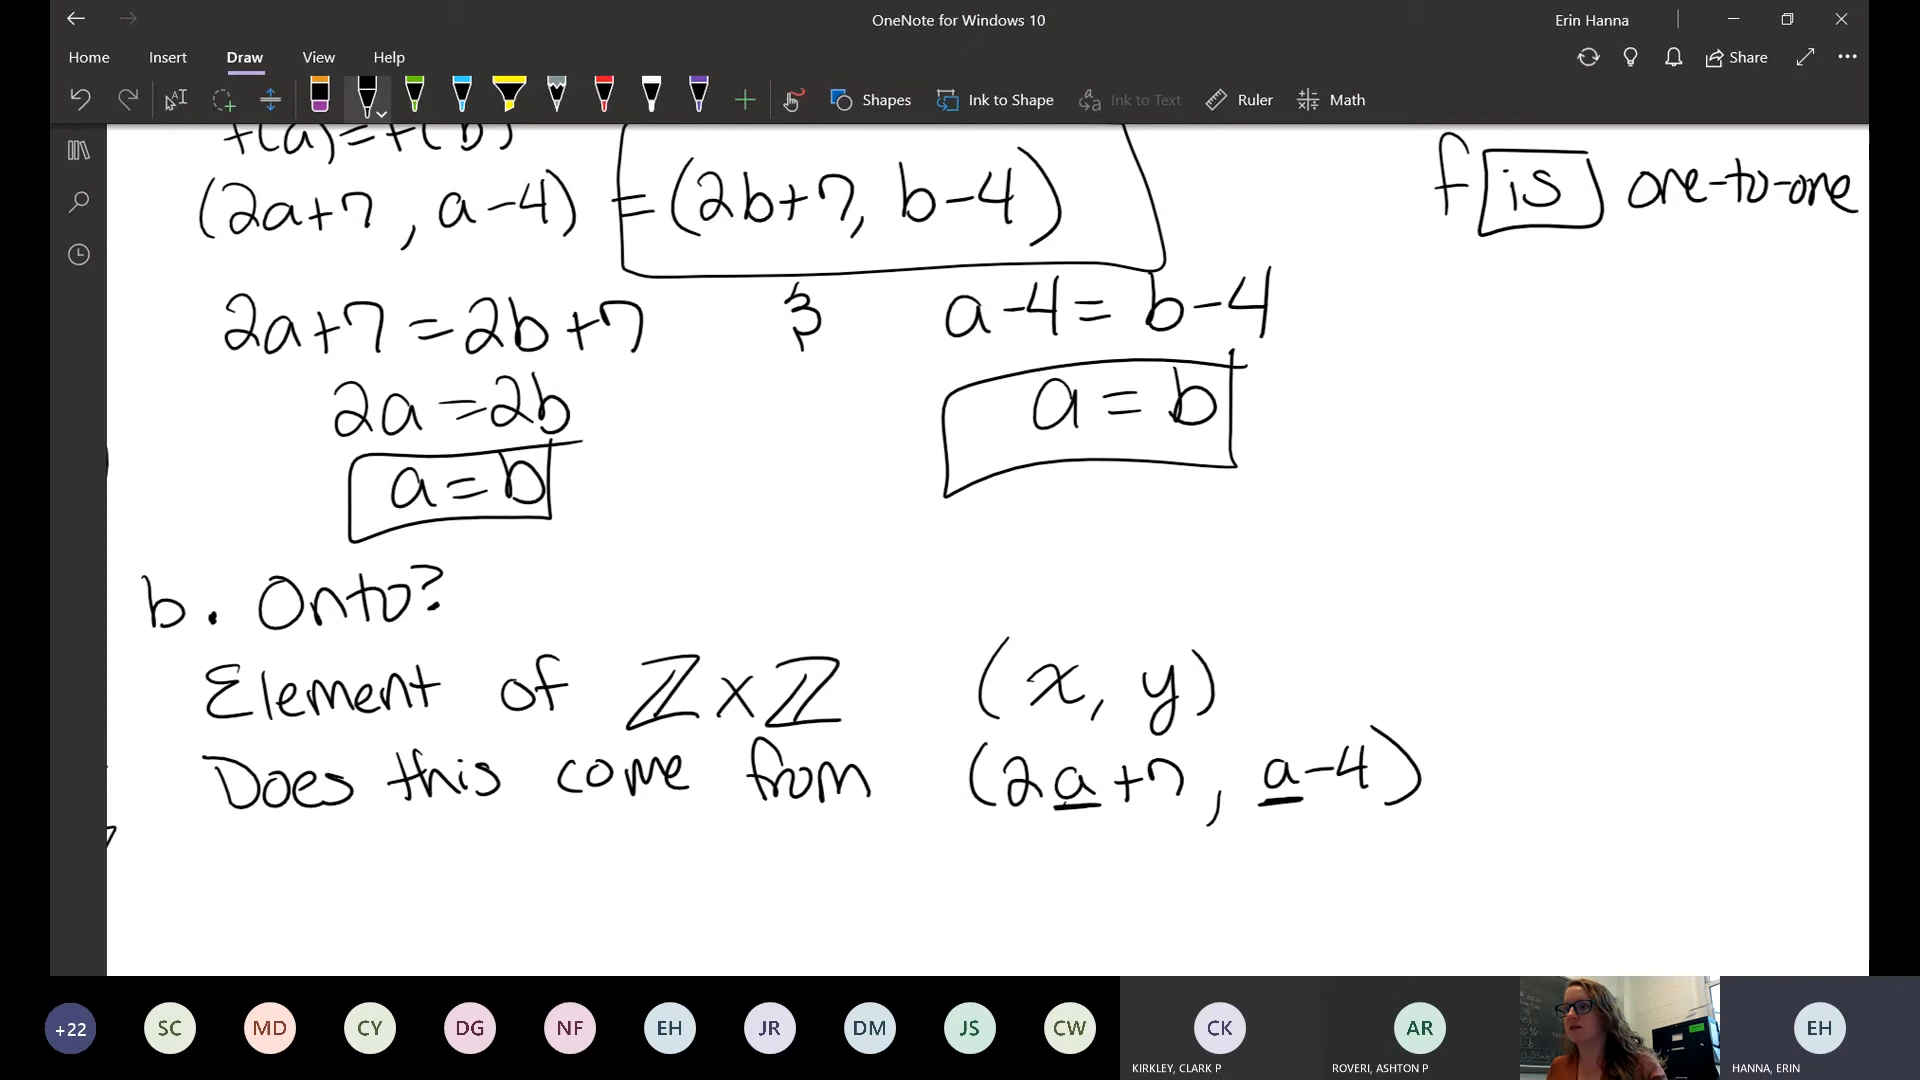 OneNote for Windows 10
Erin Hanna
Home Insert Draw View Help
Share
Shapes
Ink to Shape
Ink to Text
Ruler
Math
f(a)=f(b)
(2a+7, a-4) = (2b+7, b-4)
f is one-to-one
2a+7=2b+7 & a-4=b-4
2a=2b
a=b
a=b
b. Onto?
Element of ℤ×ℤ (x, y)
Does this come from (2a+7, a-4)
+22 SC MD CY DG NF EH JR DM JS CW CK AR EH
KIRKLEY, CLARK P
ROVERI, ASHTON P
HANNA, ERIN